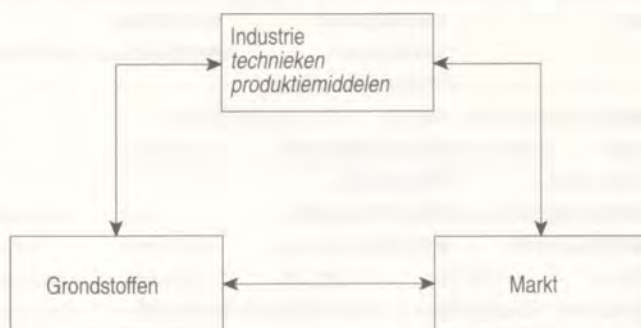 Industrie
technieken
produktiemiddelen
Grondstoffen
Markt